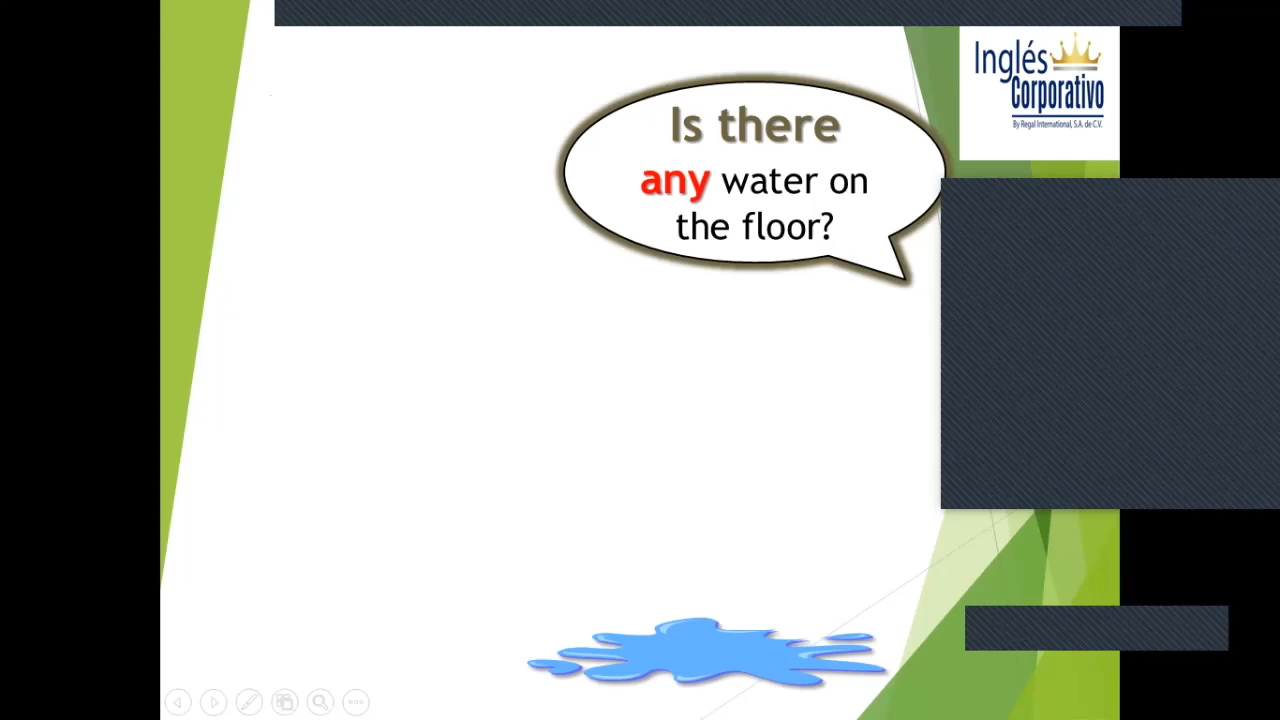 Inglés
Corporativo
By Regal International, S.A. de C.V.
Is there
any water on
the floor?